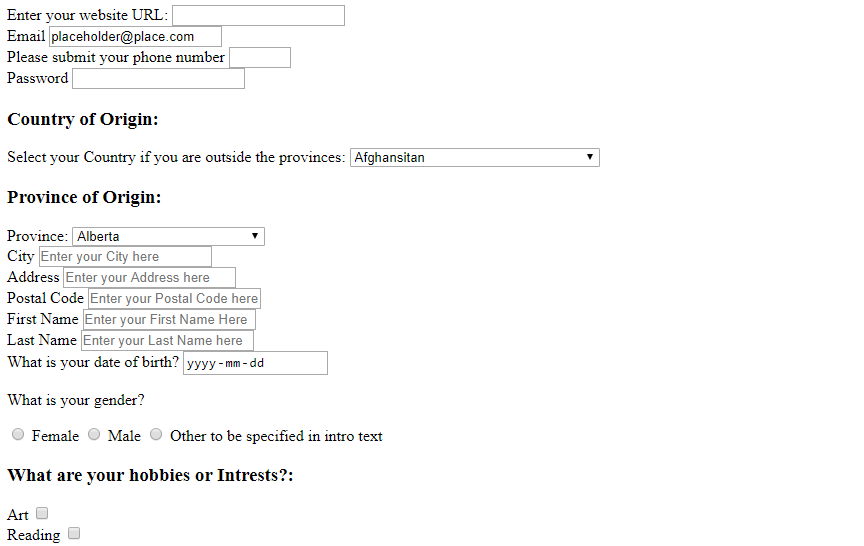 Enter your website URL:
Email placeholder@place.com
Please submit your phone number
Password
Country of Origin:
Select your Country if you are outside the provinces: Afghansitan
Province of Origin:
Province: Alberta
City Enter your City here
Address Enter your Address here
Postal Code Enter your Postal Code here
First Name Enter your First Name Here
Last Name Enter your Last Name here
What is your date of birth? yyyy-mm-dd
What is your gender?
Female Male Other to be specified in intro text
What are your hobbies or Intrests?:
Art
Reading